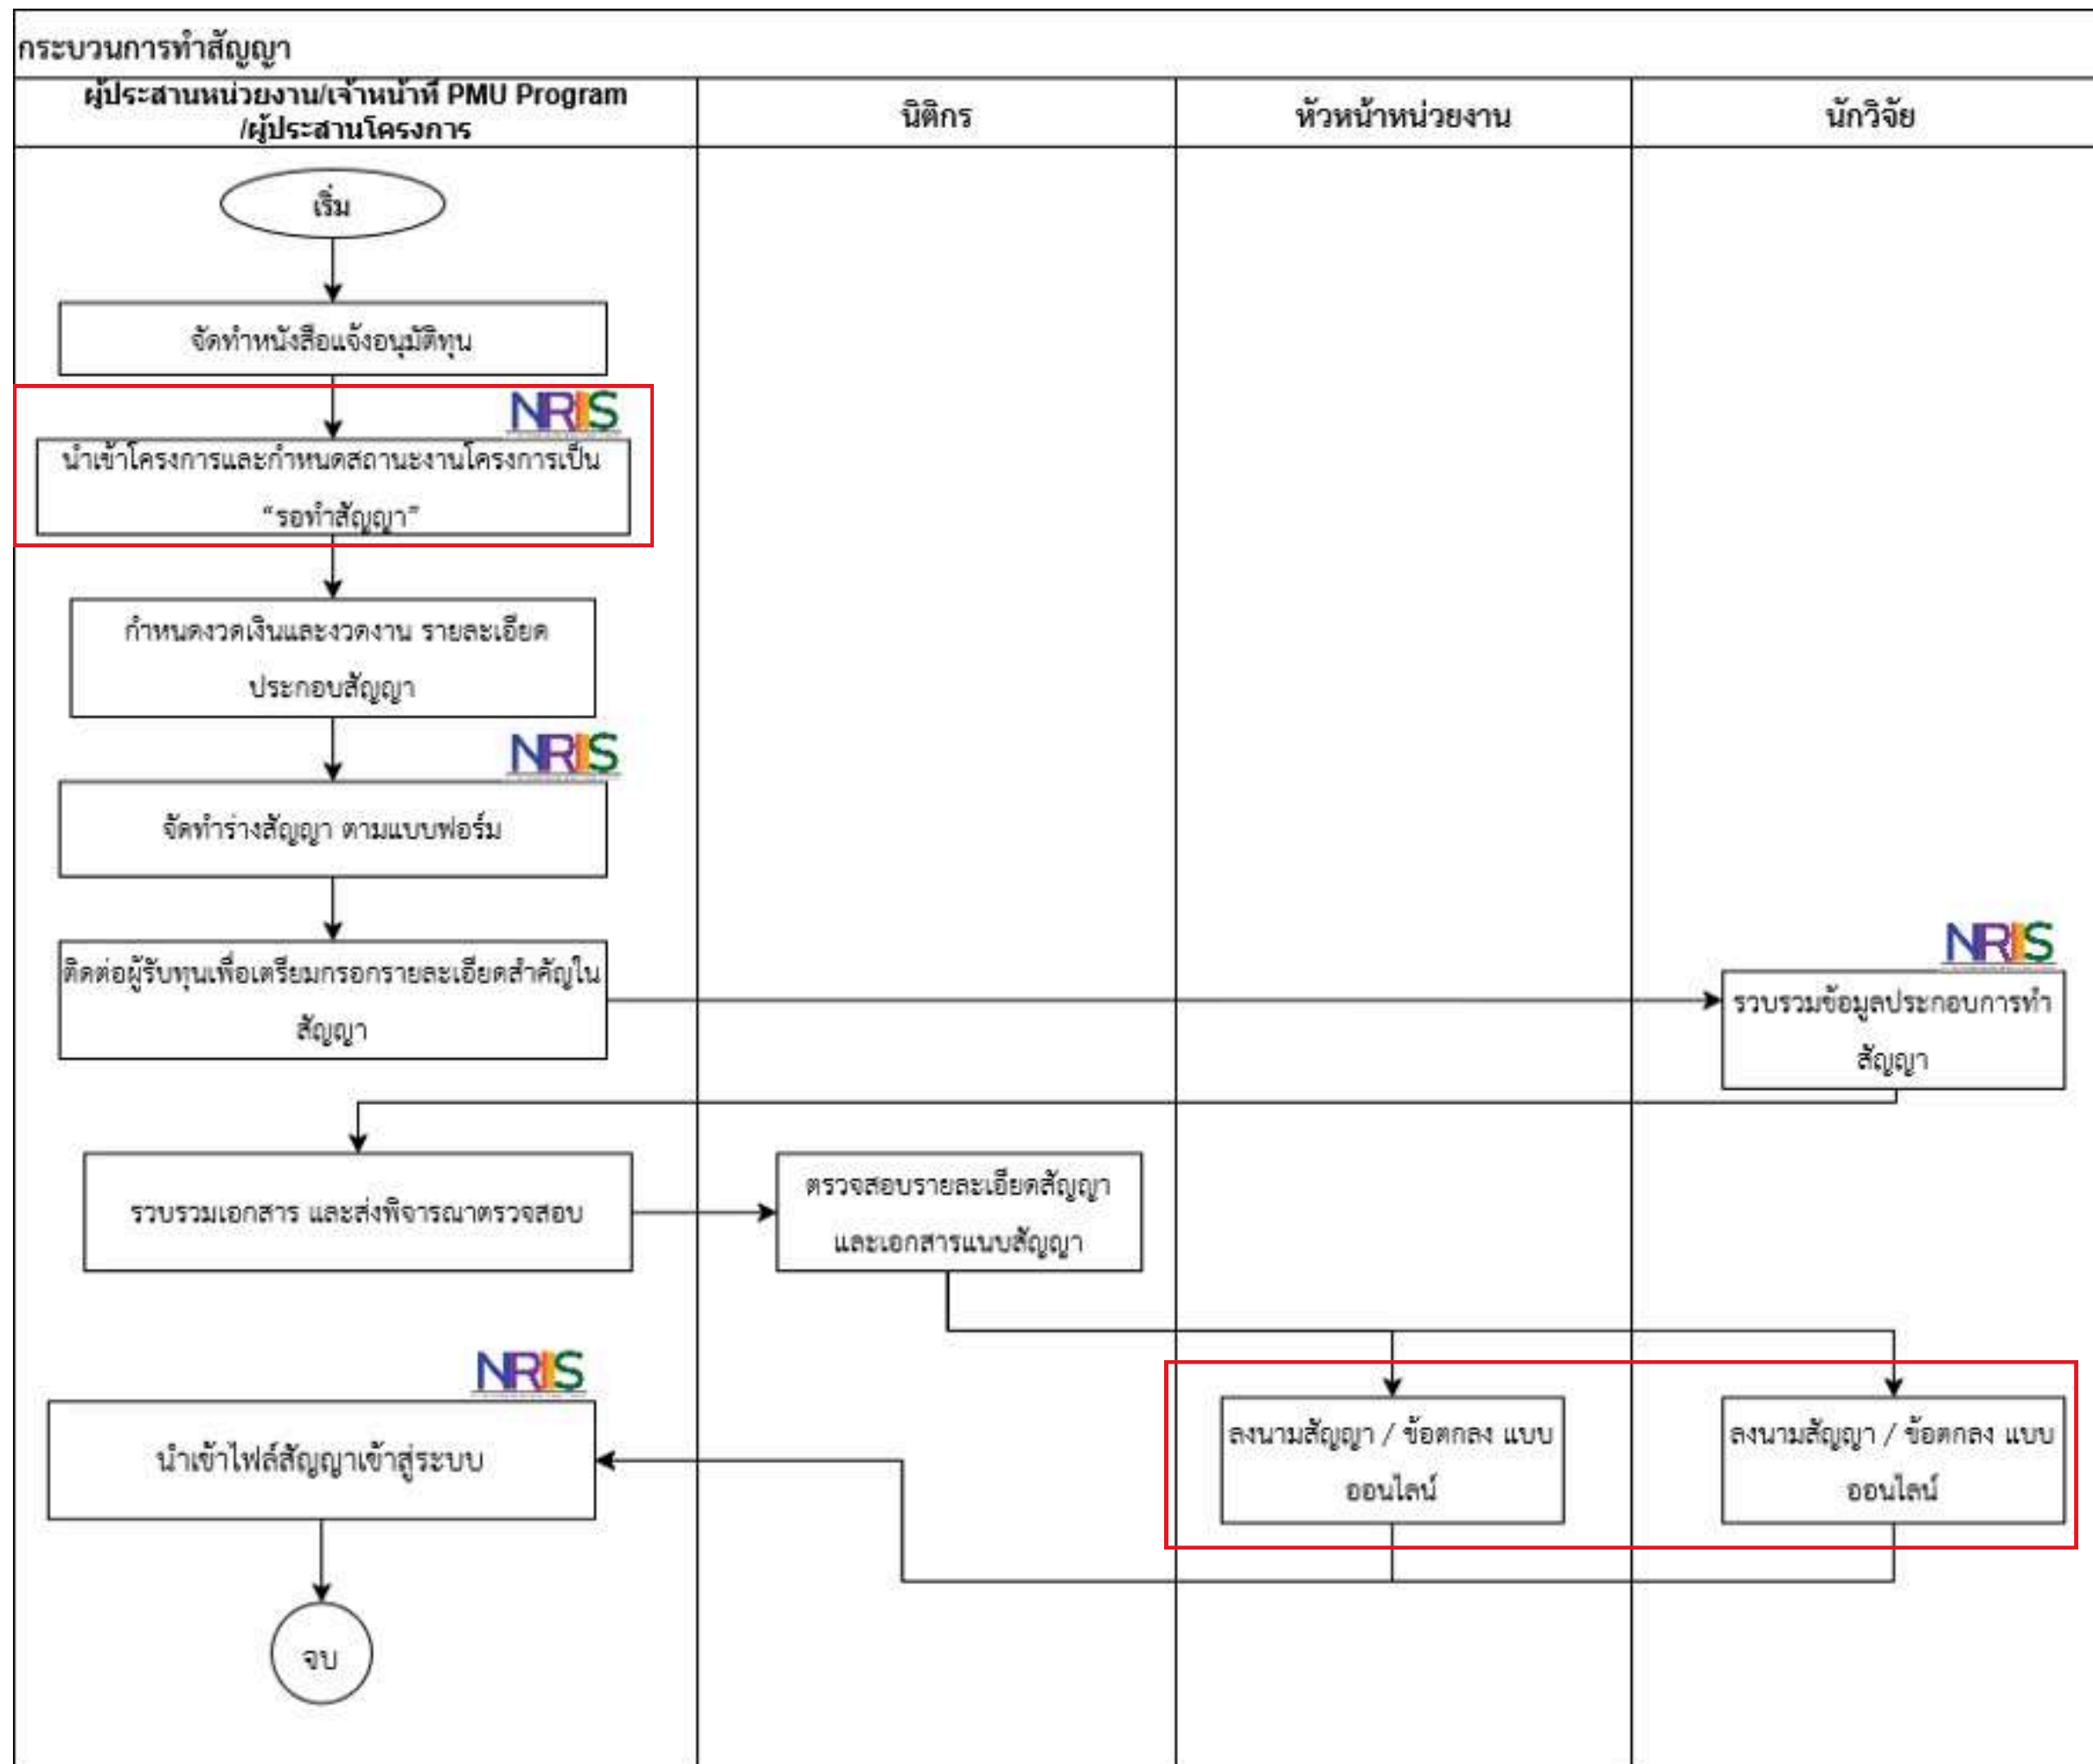 กระบวนการทำสัญญา
ผู้ประสานหน่วยงาน/เจ้าหน้าที่ PMU Program
/ผู้ประสานโครงการ
นิติกร
หัวหน้าหน่วยงาน
นักวิจัย
เริ่ม
จัดทำหนังสือแจ้งอนุมัติทุน
NRIIS
นำเข้าโครงการและกำหนดสถานะงานโครงการเป็น
“รอทำสัญญา”
กำหนดงวดเงินและงวดงาน รายละเอียด
ประกอบสัญญา
NRIIS
จัดทำร่างสัญญา ตามแบบฟอร์ม
ติดต่อผู้รับทุนเพื่อเตรียมกรอกรายละเอียดสำคัญใน
สัญญา
NRIIS
รวบรวมข้อมูลประกอบการทำ
สัญญา
รวบรวมเอกสาร และส่งพิจารณาตรวจสอบ
ตรวจสอบรายละเอียดสัญญา
และเอกสารแนบสัญญา
ลงนามสัญญา / ข้อตกลง แบบ
ออนไลน์
ลงนามสัญญา / ข้อตกลง แบบ
ออนไลน์
NRIIS
นำเข้าไฟล์สัญญาเข้าสู่ระบบ
จบ